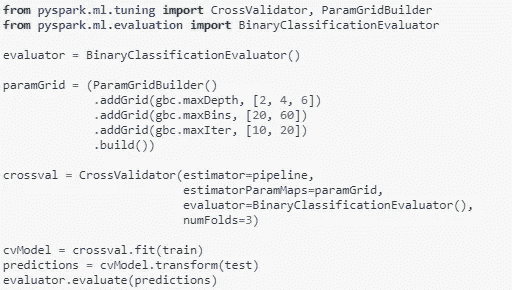 from pyspark.ml.tuning import CrossValidator, ParamGridBuilder
from pyspark.ml.evaluation import BinaryClassificationEvaluator

evaluator = BinaryClassificationEvaluator()

paramGrid = (ParamGridBuilder()
             .addGrid(gbc.maxDepth, [2, 4, 6])
             .addGrid(gbc.maxBins, [20, 60])
             .addGrid(gbc.maxIter, [10, 20])
             .build())

crossval = CrossValidator(estimator=pipeline,
                          estimatorParamMaps=paramGrid,
                          evaluator=BinaryClassificationEvaluator(),
                          numFolds=3)

cvModel = crossval.fit(train)
predictions = cvModel.transform(test)
evaluator.evaluate(predictions)